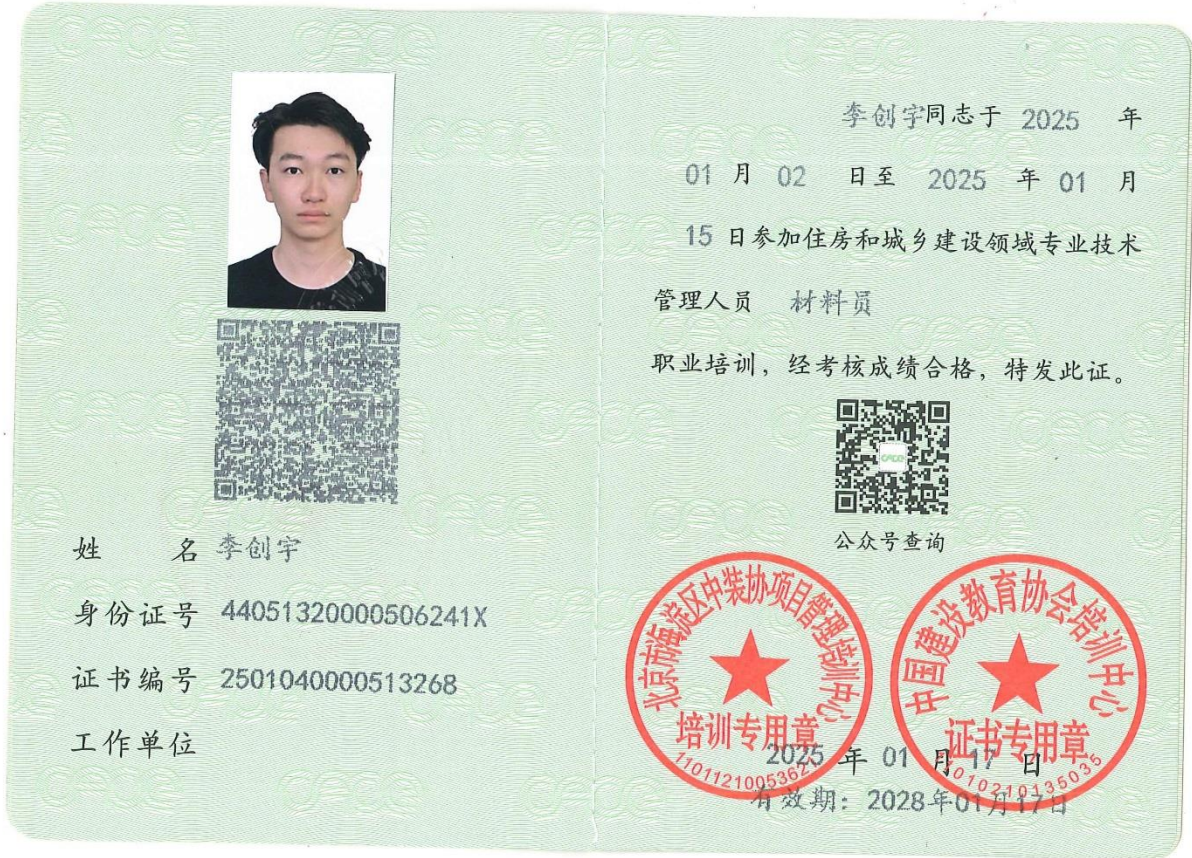 姓 名 李创宇
身份证号 44051320000506241X
证书编号 2501040000513268
工作单位
李创宇同志于 2025 年
01 月 02 日至 2025 年 01 月
15 日参加住房和城乡建设领域专业技术
管理人员 材料员
职业培训，经考核成绩合格，特发此证。
cece
公众号查询
北京市海淀区中装协项目管理培训中心
培训专用章
中国建设教育协会培训中心
证书专用章
11010210135035
2025 年 01 月 17 日
有效期：2028年01月17日